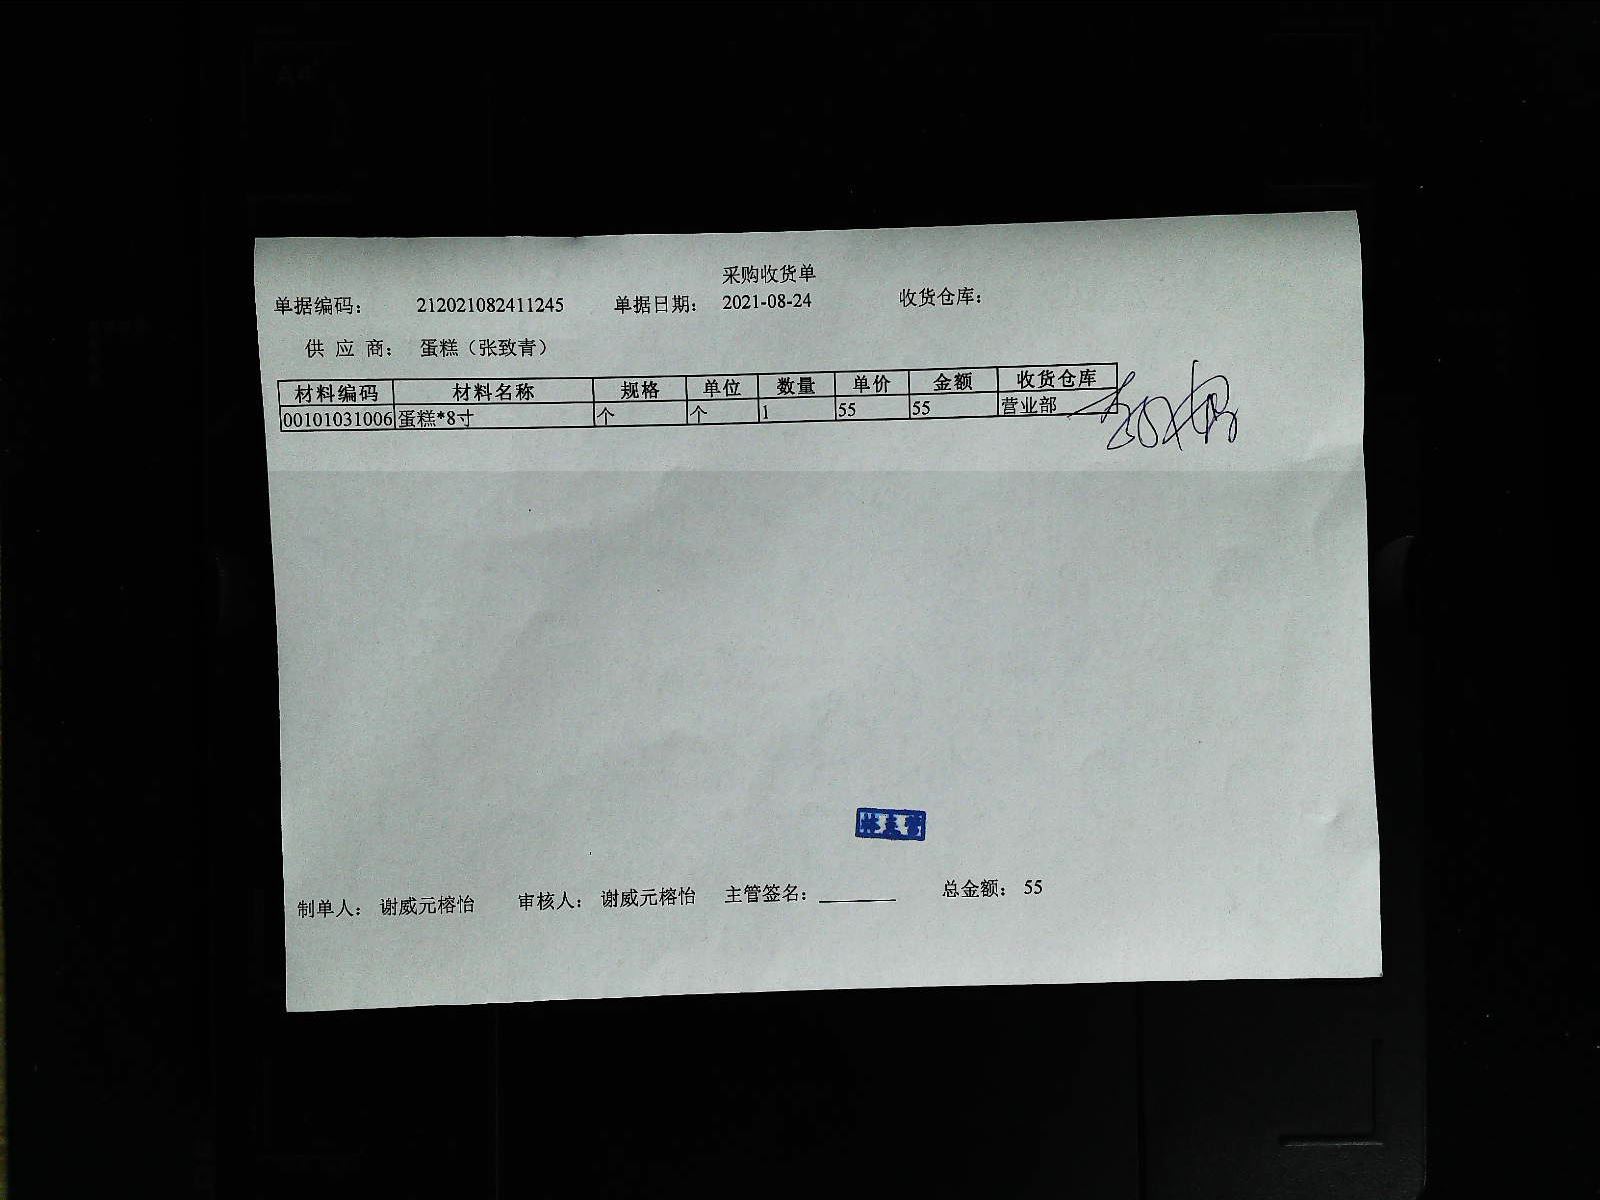 采购收货单
单据编码: 212021082411245 单据日期: 2021-08-24 收货仓库:
供 应 商: 蛋糕（张致青）
材料编码 材料名称 规格 单位 数量 单价 金额 收货仓库
00101031006 蛋糕*8寸 个 个 1 55 55 营业部
制单人: 谢威元榕怡 审核人: 谢威元榕怡 主管签名: 总金额: 55